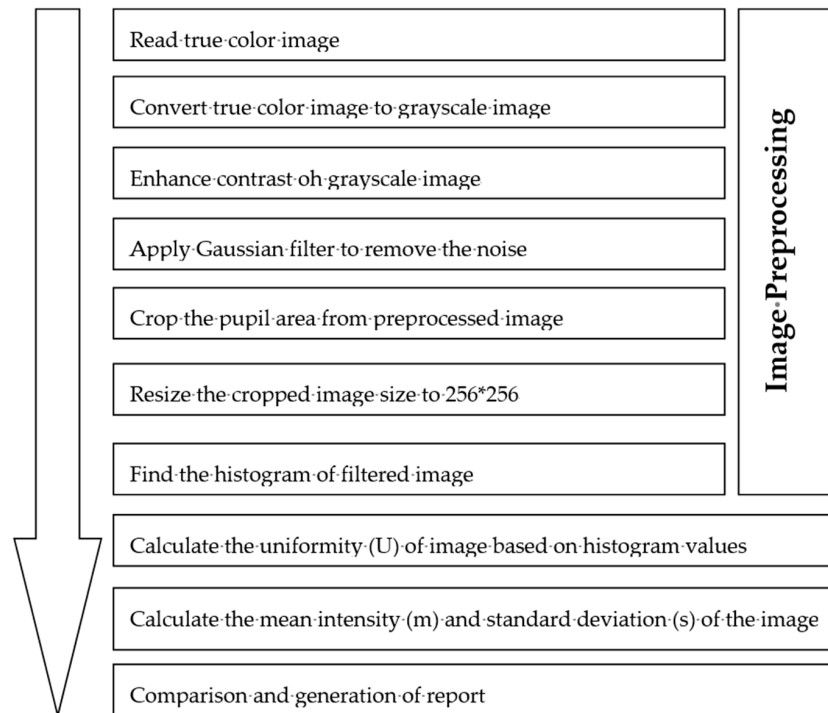 Read·true·color·image
Convert·true·color·image·to·grayscale·image
Enhance·contrast·oh·grayscale·image
Apply·Gaussian·filter·to·remove·the·noise
Crop·the·pupil·area·from·preprocessed·image
Resize·the·cropped·image·size·to·256*256
Find·the·histogram·of·filtered·image
Image·Preprocessing
Calculate·the·uniformity·(U)·of·image·based·on·histogram·values
Calculate·the·mean·intensity·(m)·and·standard·deviation·(s)·of·the·image
Comparison·and·generation·of·report